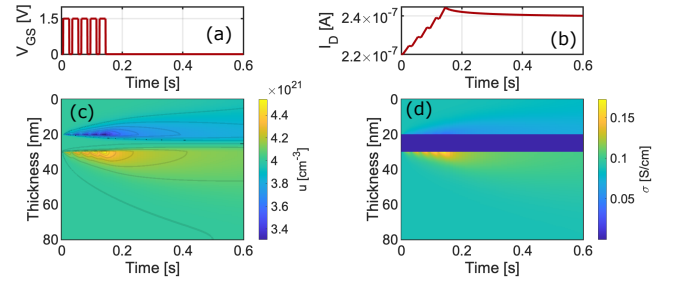 V_GS [V]
1.5
0
(a)
0 0.2 0.4 0.6
Time [s]
I_D [A]
2.4×10⁻⁷
2.2×10⁻⁷
(b)
0 0.2 0.4 0.6
Time [s]
(c)
Thickness [nm]
0
20
40
60
80
0 0.2 0.4 0.6
Time [s]
×10²¹
4.4
4.2
4
3.8
3.6
3.4
u [cm⁻³]
(d)
Thickness [nm]
0
20
40
60
80
0 0.2 0.4 0.6
Time [s]
0.15
0.1
0.05
σ [S/cm]